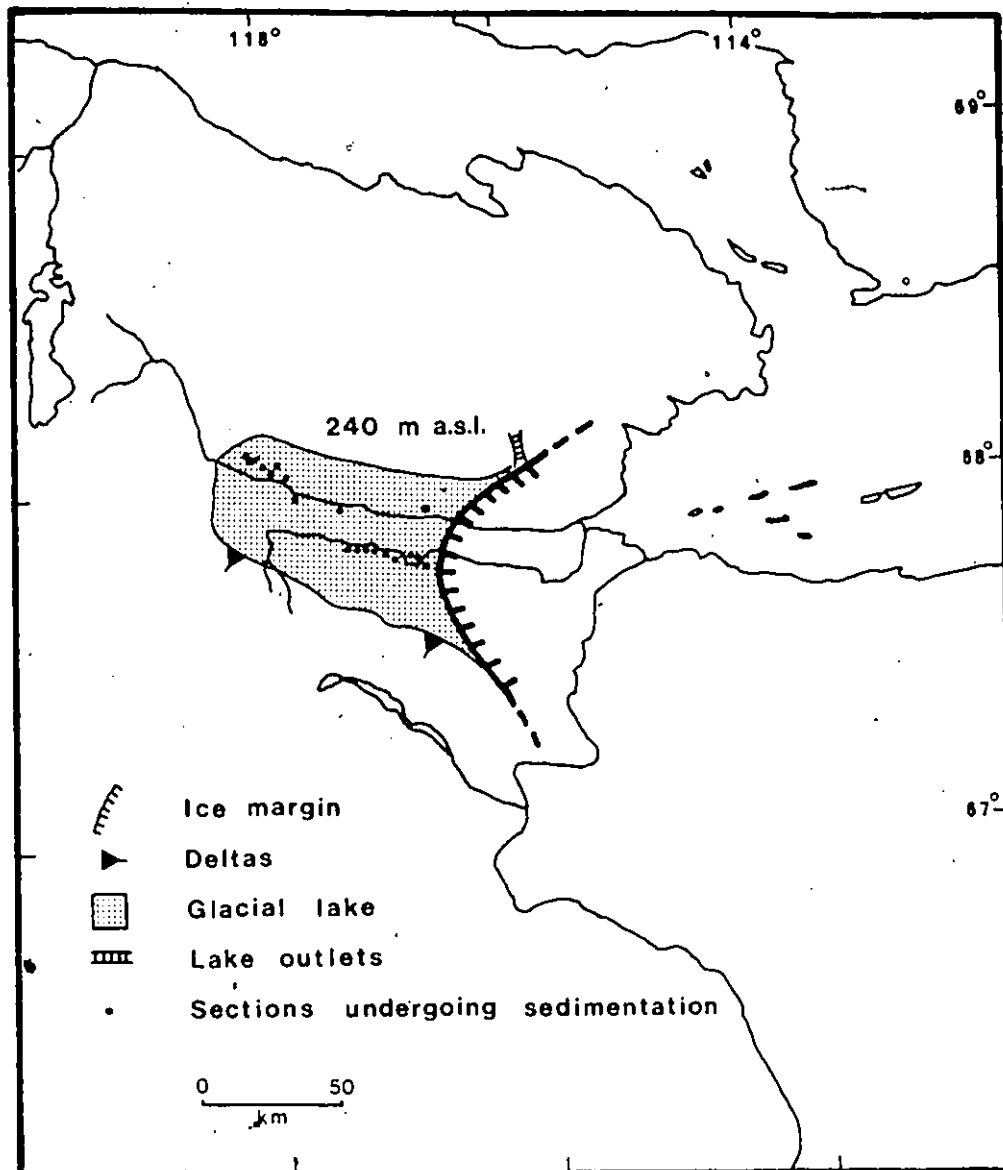 118°
114°
69°
240 m a.s.l.
68°
67°
Ice margin
Deltas
Glacial lake
Lake outlets
Sections undergoing sedimentation
0 50
km